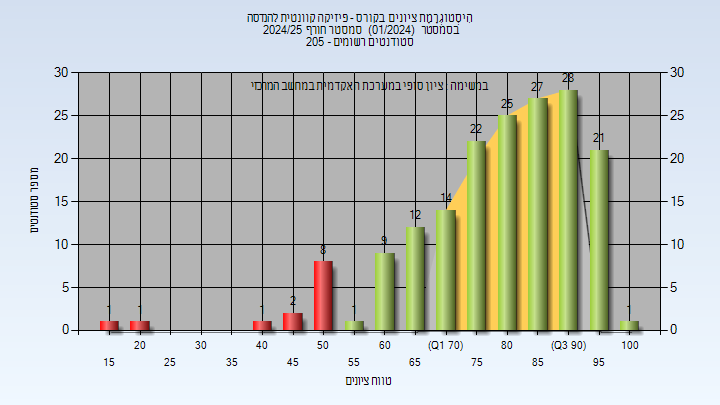 היסטוגרמת ציונים בקורס - פיזיקה קוונטית להנדסה
בסמסטר (01/2024) סמסטר חורף 2024/25
סטודנטים רשומים - 205
במשימה ציון סופי במערכת האקדמית במחשב המרכזי
מספר סטודנטים
30 25 20 15 10 5 0
1 1 1 2 8 1 9 12 14 22 25 27 28 21 1
30 25 20 15 10 5 0
20 30 40 50 60 (Q1 70) 80 (Q3 90) 100
15 25 35 45 55 65 75 85 95
טווח ציונים